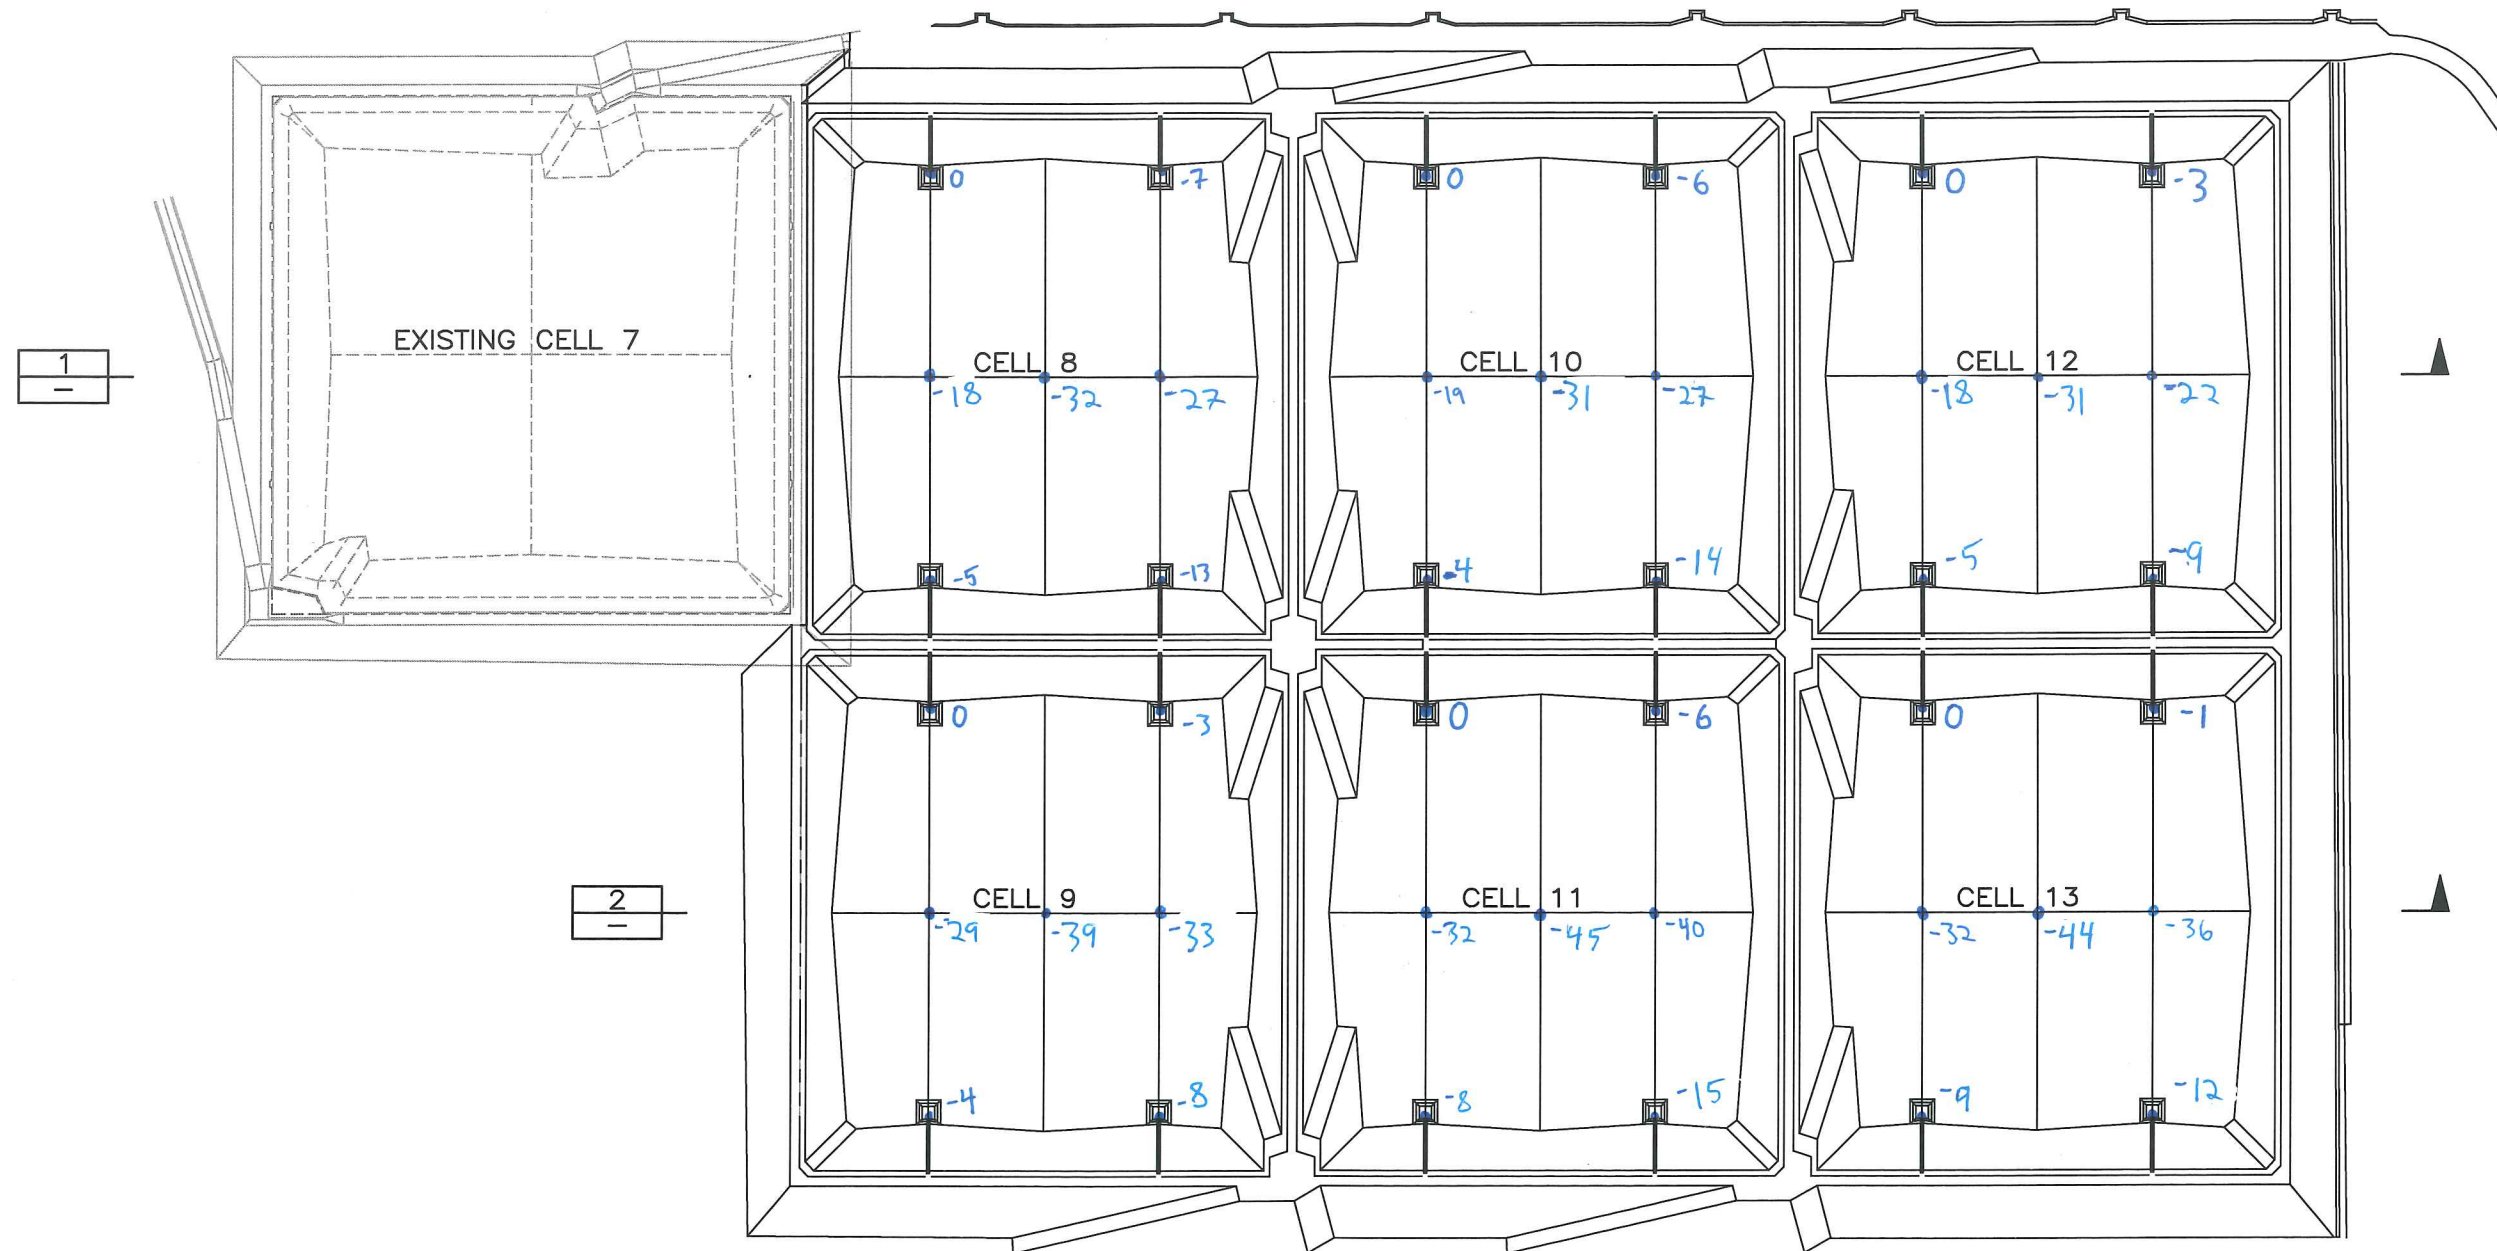 0 -7 0 -6 0 -3
1
–
EXISTING CELL 7
CELL 8
CELL 10
CELL 12
-18 -32 -27 -19 -31 -27 -18 -31 -22
-5 -13 -4 -14 -5 -9
0 -3 0 -6 0 -1
2
–
CELL 9
CELL 11
CELL 13
-29 -39 -33 -32 -45 -40 -32 -44 -36
-4 -8 -8 -15 -9 -12